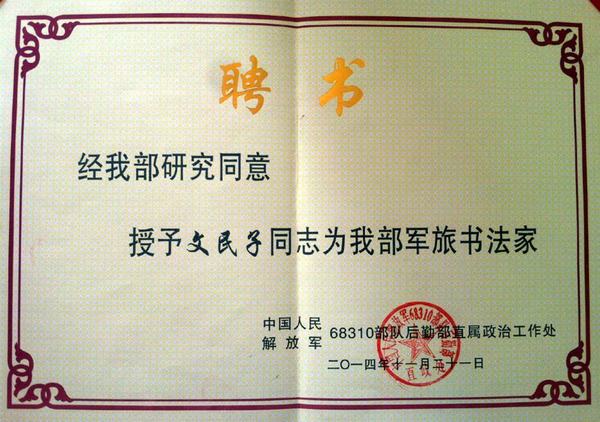 聘书
经我部研究同意
授予文民子同志为我部军旅书法家
中国人民
解放军 68310部队后勤部直属政治工作处
二〇一四年十一月二十一日